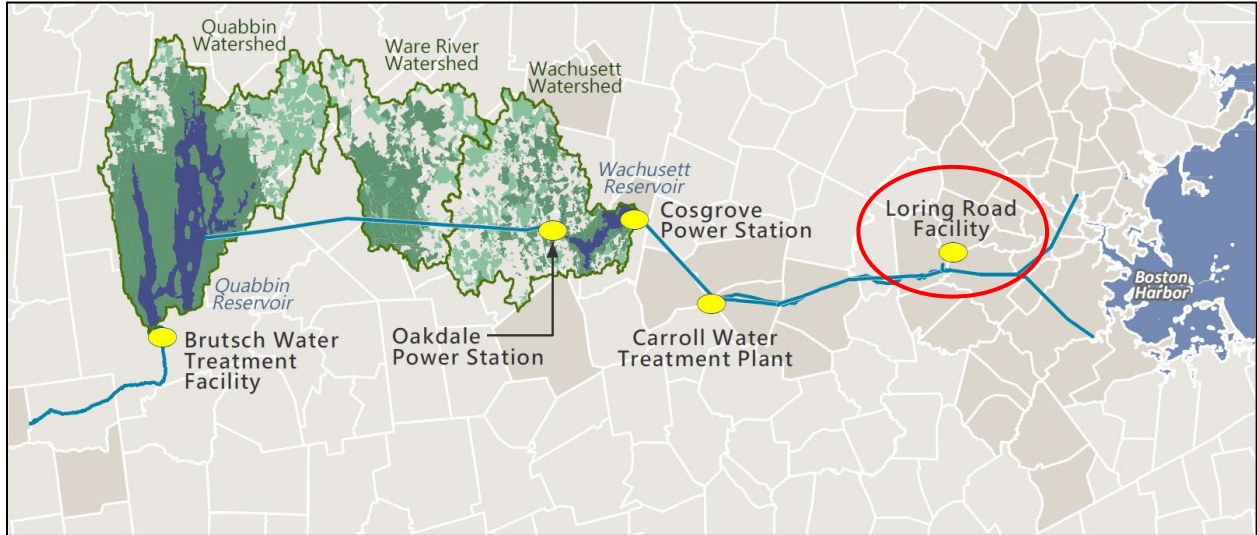 Quabbin
Watershed
Ware River
Watershed
Wachusett
Watershed
Wachusett
Reservoir
Cosgrove
Power Station
Loring Road
Facility
Quabbin
Reservoir
Boston
Harbor
Brutsch Water
Treatment
Facility
Oakdale
Power Station
Carroll Water
Treatment Plant